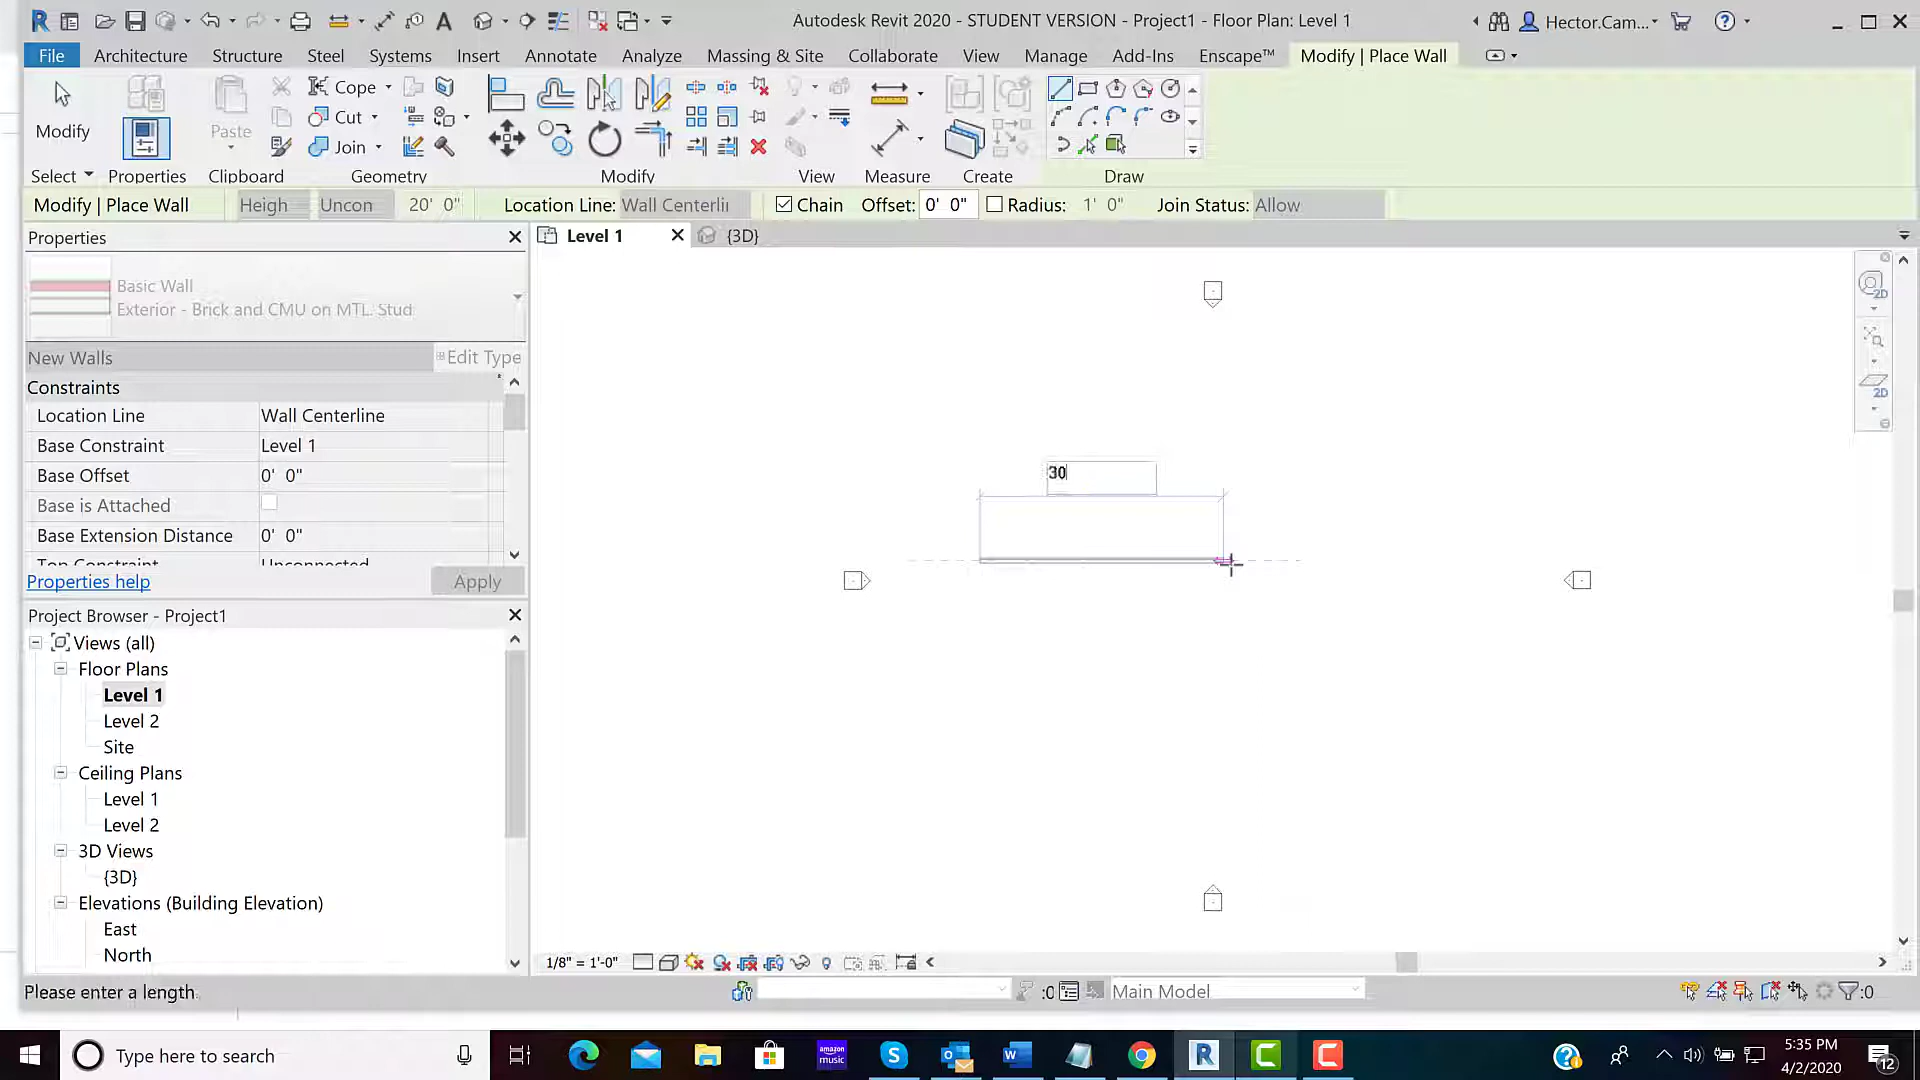 Autodesk Revit 2020 - STUDENT VERSION - Project1 - Floor Plan: Level 1
Hector.Cam...
File Architecture Structure Steel Systems Insert Annotate Analyze Massing & Site Collaborate View Manage Add-Ins Enscape™ Modify | Place Wall
Modify
Paste
Cope
Cut
Join
Select Properties Clipboard Geometry Modify View Measure Create Draw
Modify | Place Wall Heigh Uncon 20' 0" Location Line: Wall Centerli Chain Offset: 0' 0" Radius: 1' 0" Join Status: Allow
Properties
Level 1
{3D}
Basic Wall
Exterior - Brick and CMU on MTL. Stud
New Walls Edit Type
Constraints
Location Line Wall Centerline
Base Constraint Level 1
Base Offset 0' 0"
Base is Attached
Base Extension Distance 0' 0"
Top Constraint Unconnected
Properties help Apply
Project Browser - Project1
Views (all)
Floor Plans
Level 1
Level 2
Site
Ceiling Plans
Level 1
Level 2
3D Views
{3D}
Elevations (Building Elevation)
East
North
2D
2D
30
1/8" = 1'-0"
Please enter a length.
:0
Main Model
:0
Type here to search
amazon music
5:35 PM
4/2/2020
12